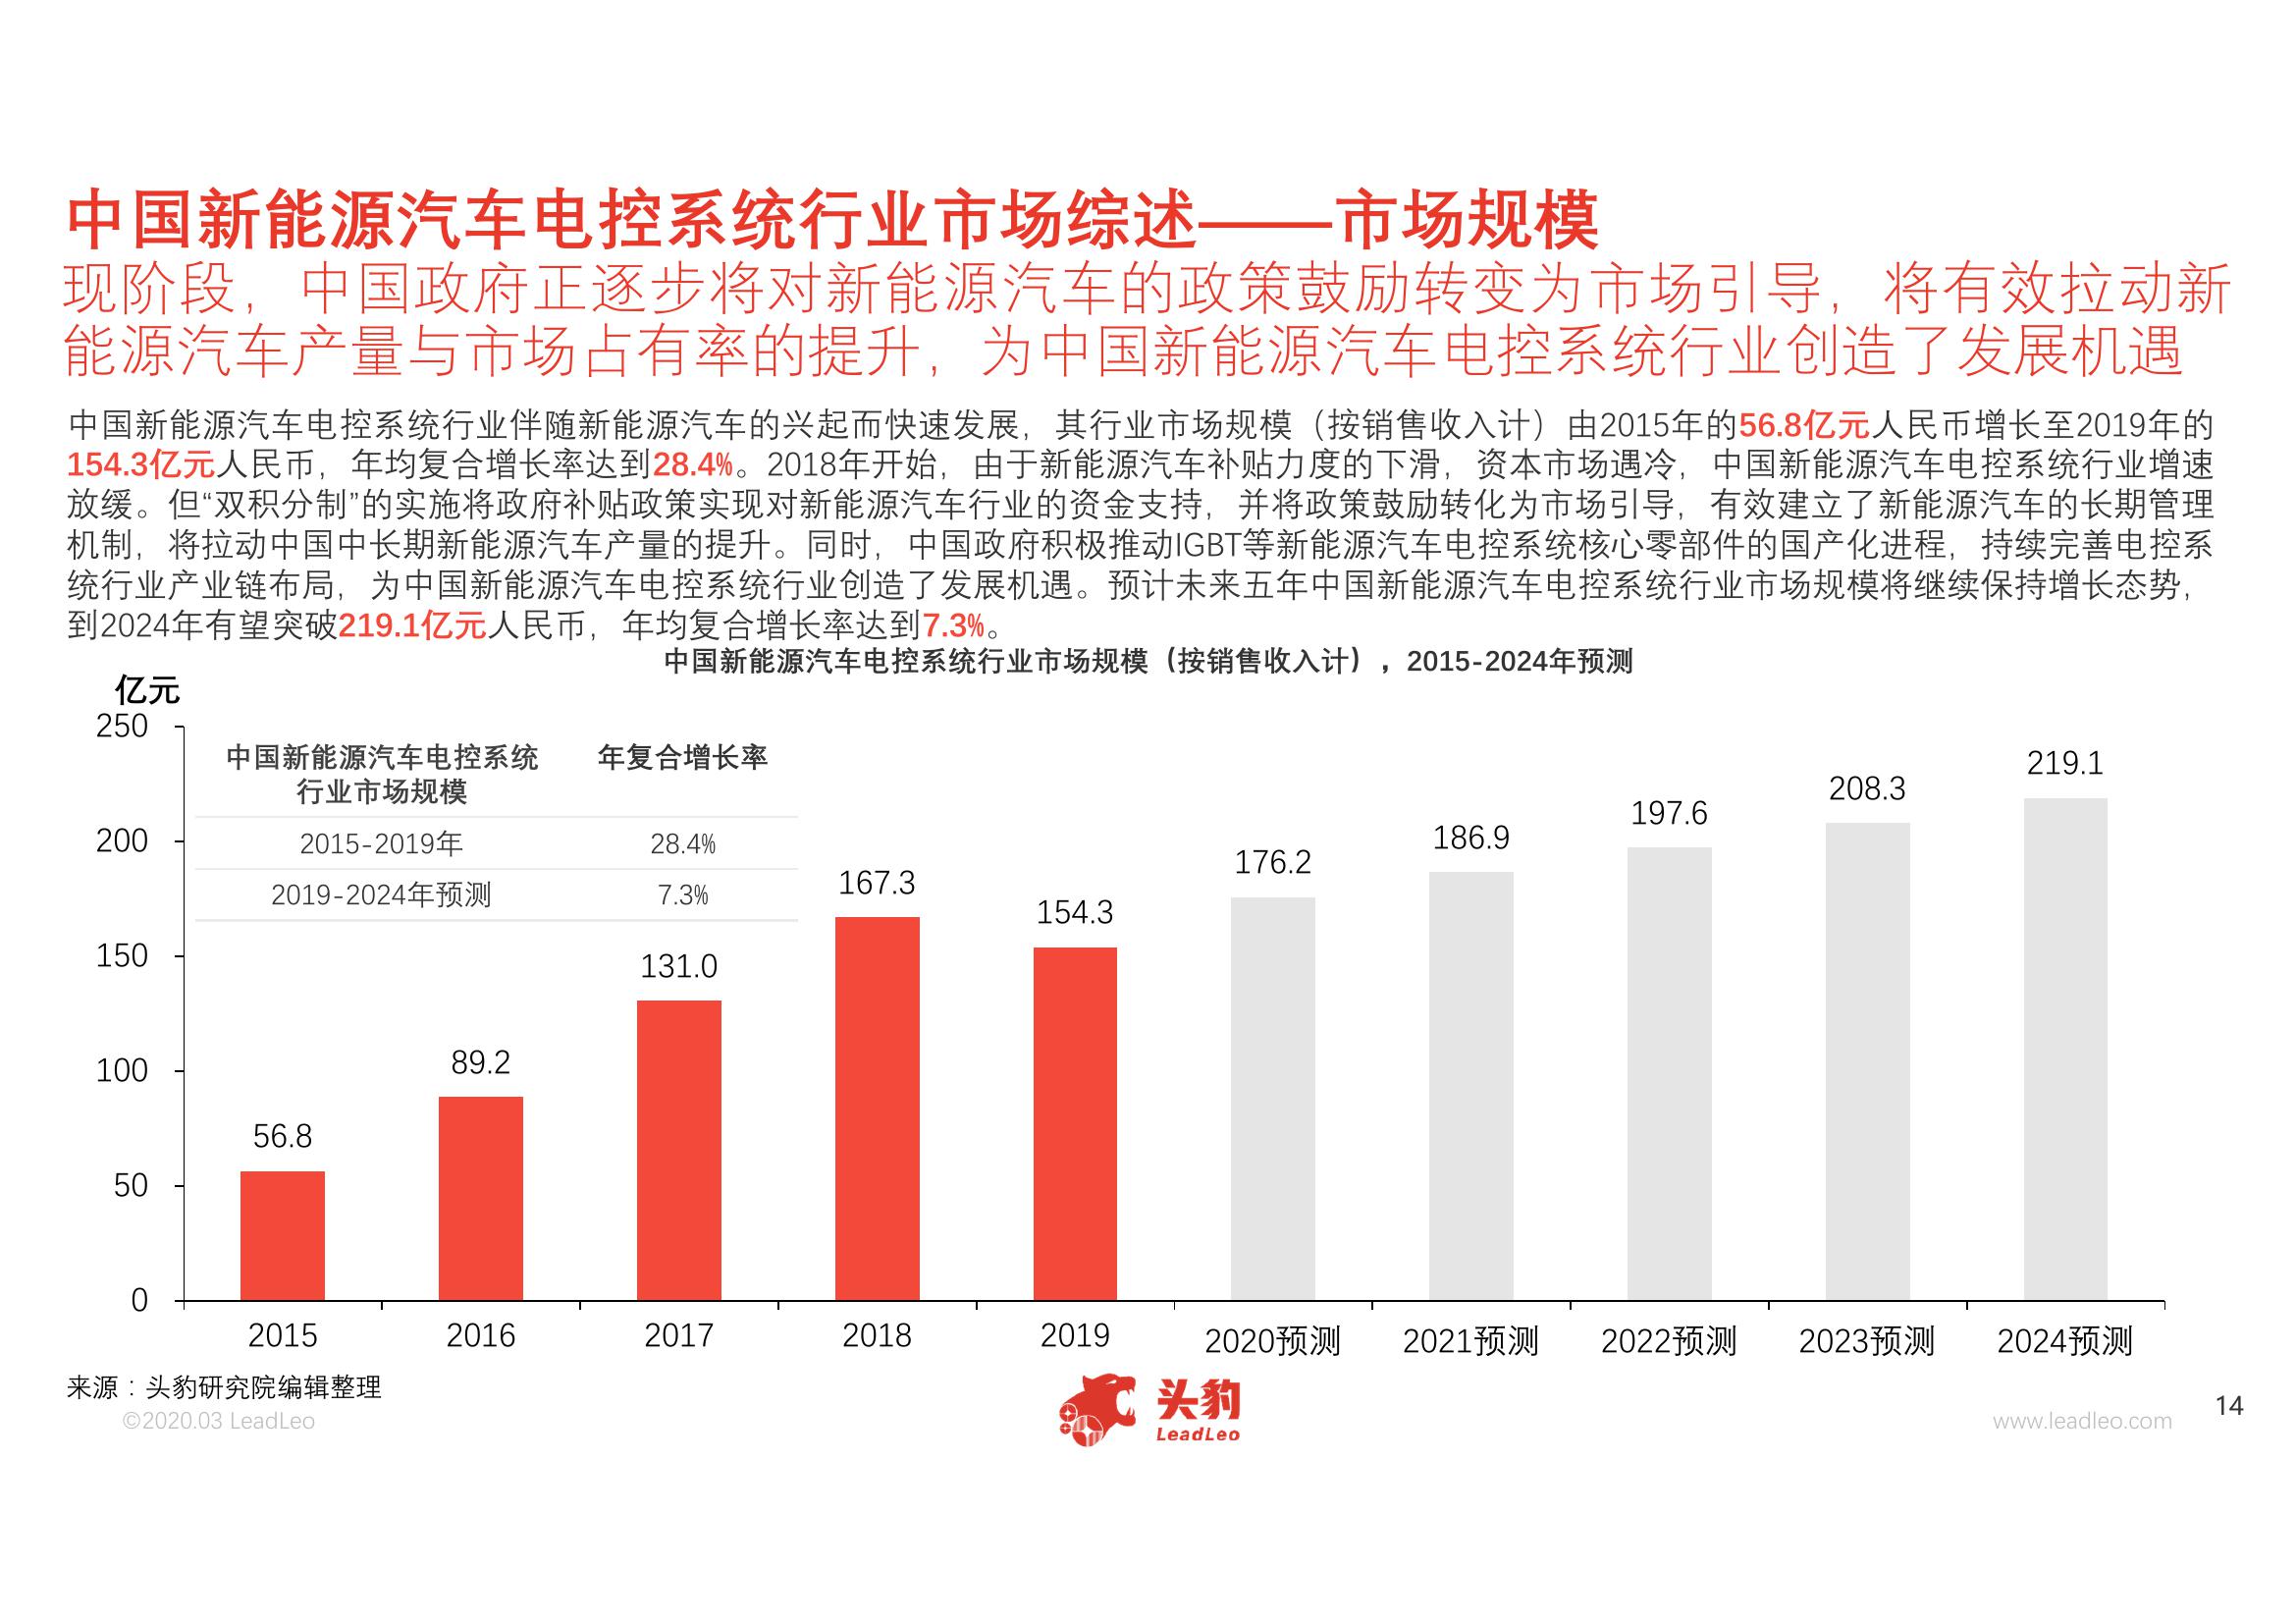 中国新能源汽车电控系统行业市场综述——市场规模
现阶段，中国政府正逐步将对新能源汽车的政策鼓励转变为市场引导，将有效拉动新
能源汽车产量与市场占有率的提升，为中国新能源汽车电控系统行业创造了发展机遇
中国新能源汽车电控系统行业伴随新能源汽车的兴起而快速发展，其行业市场规模（按销售收入计）由2015年的56.8亿元人民币增长至2019年的
154.3亿元人民币，年均复合增长率达到28.4%。2018年开始，由于新能源汽车补贴力度的下滑，资本市场遇冷，中国新能源汽车电控系统行业增速
放缓。但“双积分制”的实施将政府补贴政策实现对新能源汽车行业的资金支持，并将政策鼓励转化为市场引导，有效建立了新能源汽车的长期管理
机制，将拉动中国中长期新能源汽车产量的提升。同时，中国政府积极推动IGBT等新能源汽车电控系统核心零部件的国产化进程，持续完善电控系
统行业产业链布局，为中国新能源汽车电控系统行业创造了发展机遇。预计未来五年中国新能源汽车电控系统行业市场规模将继续保持增长态势，
到2024年有望突破219.1亿元人民币，年均复合增长率达到7.3%。
中国新能源汽车电控系统行业市场规模（按销售收入计），2015-2024年预测
亿元
250
200
150
100
50
0
中国新能源汽车电控系统 年复合增长率
行业市场规模
2015-2019年 28.4%
2019-2024年预测 7.3%
56.8
89.2
131.0
167.3
154.3
176.2
186.9
197.6
208.3
219.1
2015 2016 2017 2018 2019 2020预测 2021预测 2022预测 2023预测 2024预测
来源：头豹研究院编辑整理
©2020.03 LeadLeo
头豹
LeadLeo
www.leadleo.com
14